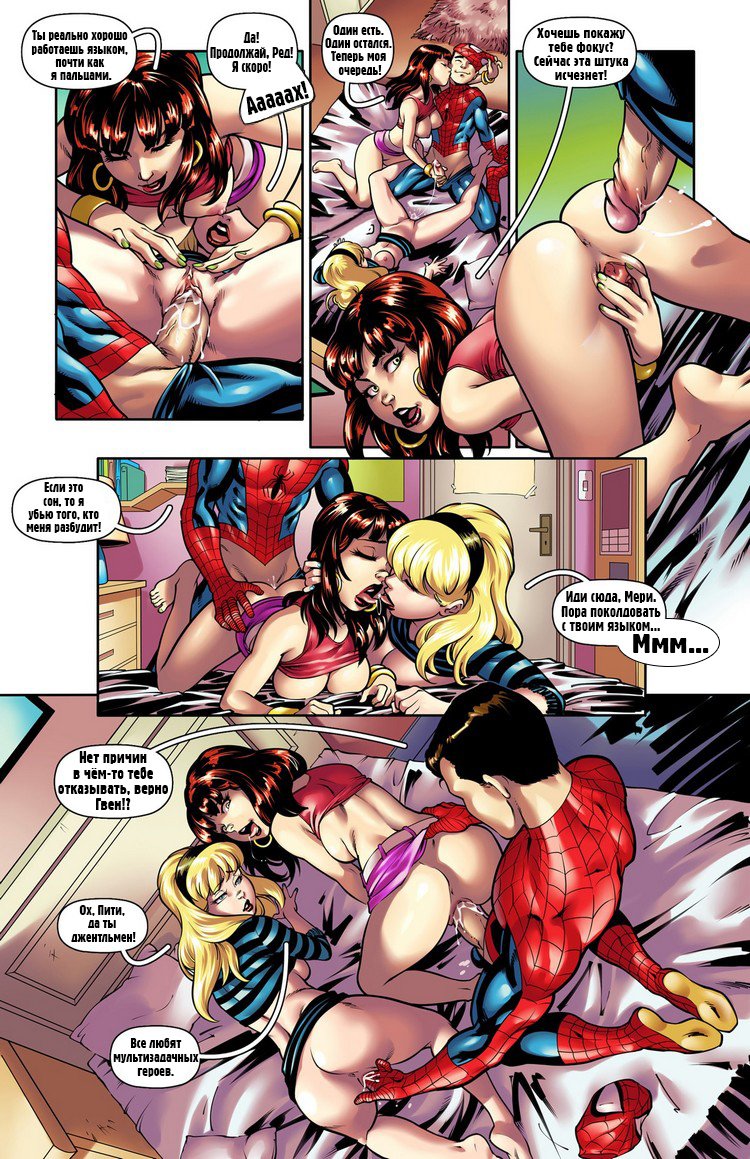 Ты реально хорошо
работаешь языком,
почти как
я пальцами.
Да!
Продолжай, Ред!
Я скоро!
Ааааах!
Один есть.
Один остался.
Теперь моя
очередь!
Хочешь покажу
тебе фокус?
Сейчас эта штука
исчезнет!
Если это
сон, то я
убью того, кто
меня разбудит!
Иди сюда, Мери.
Пора поколдовать
с твоим языком...
Ммм...
Нет причин
в чём-то тебе
отказывать, верно
Гвен!?
Ох, Пити,
да ты
джентльмен!
Все любят
мультизадачных
героев.